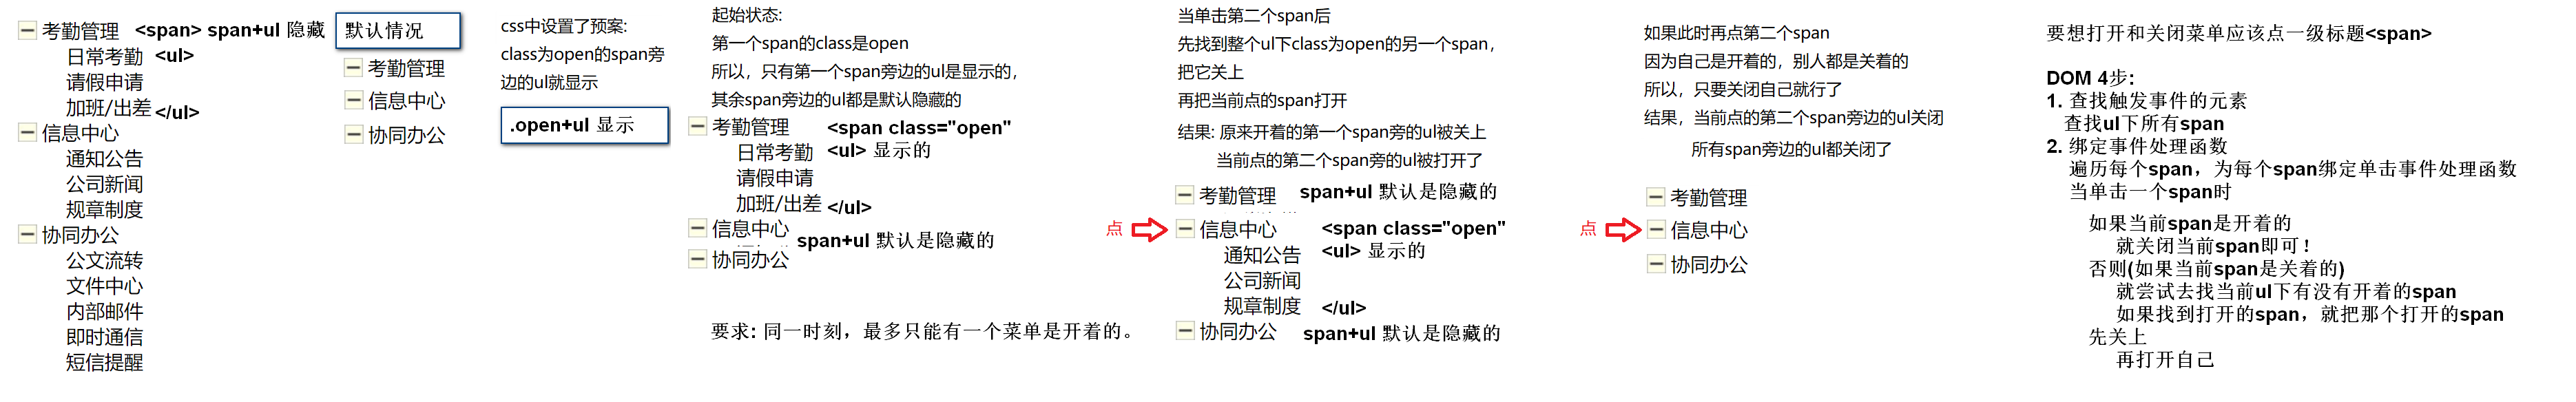 考勤管理 <span> span+ul 隐藏
日常考勤 <ul>
请假申请
加班/出差 </ul>
信息中心
通知公告
公司新闻
规章制度
协同办公
公文流转
文件中心
内部邮件
即时通信
短信提醒
默认情况
考勤管理
信息中心
协同办公
css中设置了预案:
class为open的span旁
边的ul就显示
.open+ul 显示
起始状态:
第一个span的class是open
所以，只有第一个span旁边的ul是显示的，
其余span旁边的ul都是默认隐藏的
考勤管理 <span class="open"
日常考勤 <ul> 显示的
请假申请
加班/出差 </ul>
信息中心
span+ul 默认是隐藏的
协同办公
要求: 同一时刻，最多只能有一个菜单是开着的。
当单击第二个span后
先找到整个ul下class为open的另一个span，
把它关上
再把当前点的span打开
结果: 原来开着的第一个span旁的ul被关上
当前点的第二个span旁的ul被打开了
考勤管理 span+ul 默认是隐藏的
点 信息中心 <span class="open"
通知公告 <ul> 显示的
公司新闻
规章制度 </ul>
协同办公 span+ul 默认是隐藏的
如果此时再点第二个span
因为自己是开着的，别人都是关着的
所以，只要关闭自己就行了
结果，当前点的第二个span旁边的ul关闭
所有span旁边的ul都关闭了
考勤管理
点 信息中心
协同办公
要想打开和关闭菜单应该点一级标题<span>
DOM 4步:
1. 查找触发事件的元素
查找ul下所有span
2. 绑定事件处理函数
遍历每个span，为每个span绑定单击事件处理函数
当单击一个span时
如果当前span是开着的
就关闭当前span即可！
否则(如果当前span是关着的)
就尝试去找当前ul下有没有开着的span
如果找到打开的span，就把那个打开的span
先关上
再打开自己